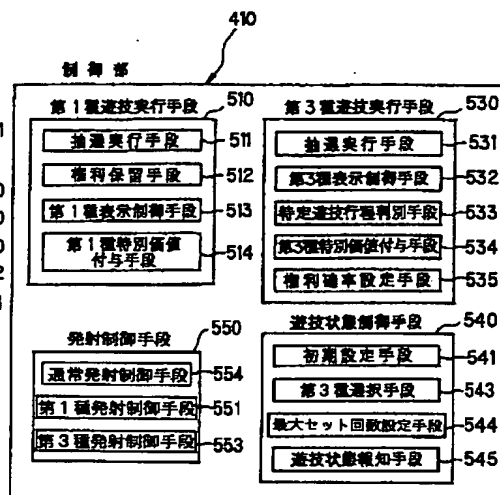 410
制御部
第1種遊技実行手段 510
抽選実行手段 511
権利保留手段 512
第1種表示制御手段 513
第1種特別価値
付与手段 514
第3種遊技実行手段 530
抽選実行手段 531
第3種表示制御手段 532
特定遊技行程判別手段 533
第3種特別価値付与手段 534
権利確率設定手段 535
発射制御手段 550
通常発射制御手段 554
第1種発射制御手段 551
第3種発射制御手段 553
遊技状態制御手段 540
初期設定手段 541
第3種選択手段 543
最大セット回数設定手段 544
遊技状態報知手段 545